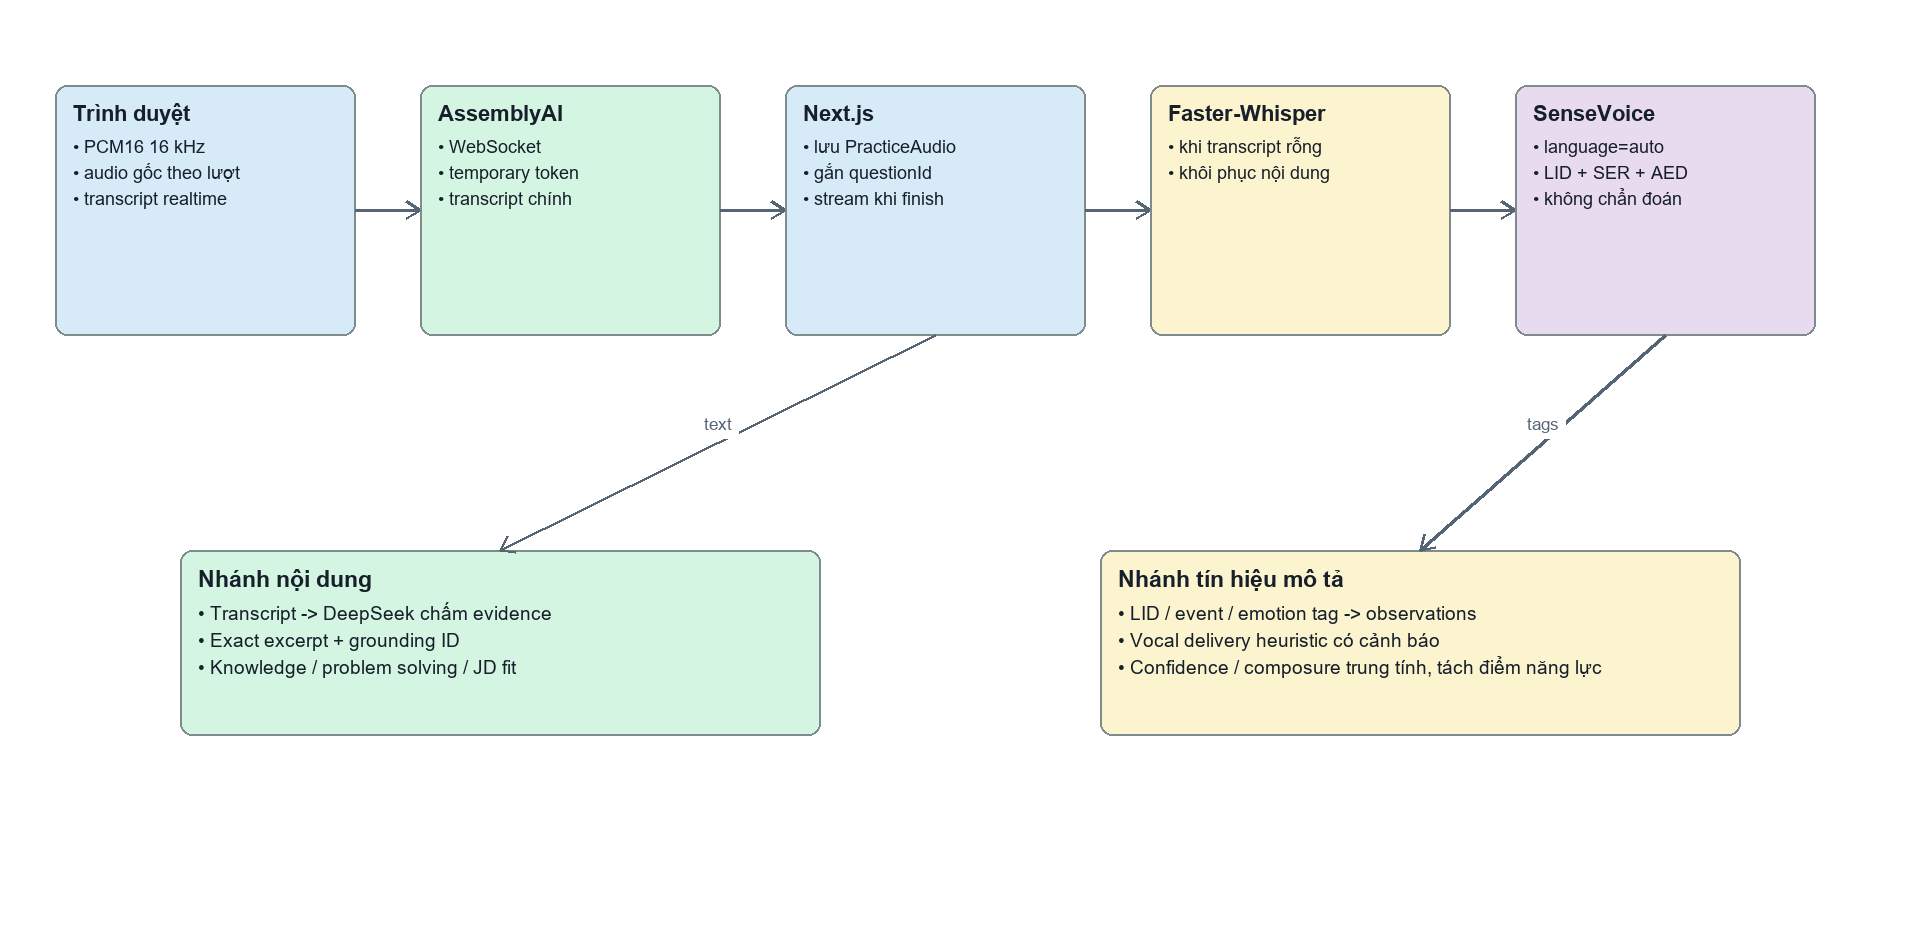 Trình duyệt
• PCM16 16 kHz
• audio gốc theo lượt
• transcript realtime
AssemblyAI
• WebSocket
• temporary token
• transcript chính
Next.js
• lưu PracticeAudio
• gắn questionId
• stream khi finish
Faster-Whisper
• khi transcript rỗng
• khôi phục nội dung
SenseVoice
• language=auto
• LID + SER + AED
• không chẩn đoán
text
tags
Nhánh nội dung
• Transcript -> DeepSeek chấm evidence
• Exact excerpt + grounding ID
• Knowledge / problem solving / JD fit
Nhánh tín hiệu mô tả
• LID / event / emotion tag -> observations
• Vocal delivery heuristic có cảnh báo
• Confidence / composure trung tính, tách điểm năng lực